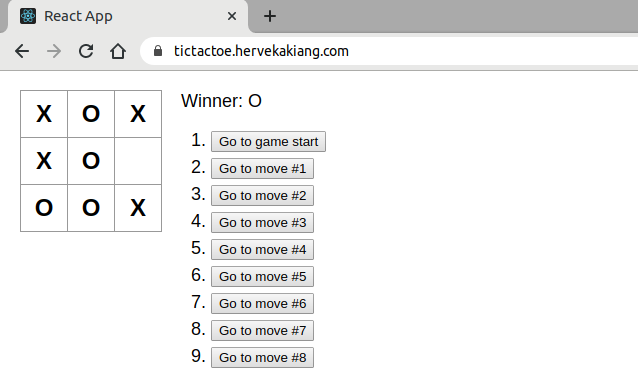 React App
tictactoe.hervekakiang.com
X O X
X O
O O X
Winner: O
1. Go to game start
2. Go to move #1
3. Go to move #2
4. Go to move #3
5. Go to move #4
6. Go to move #5
7. Go to move #6
8. Go to move #7
9. Go to move #8